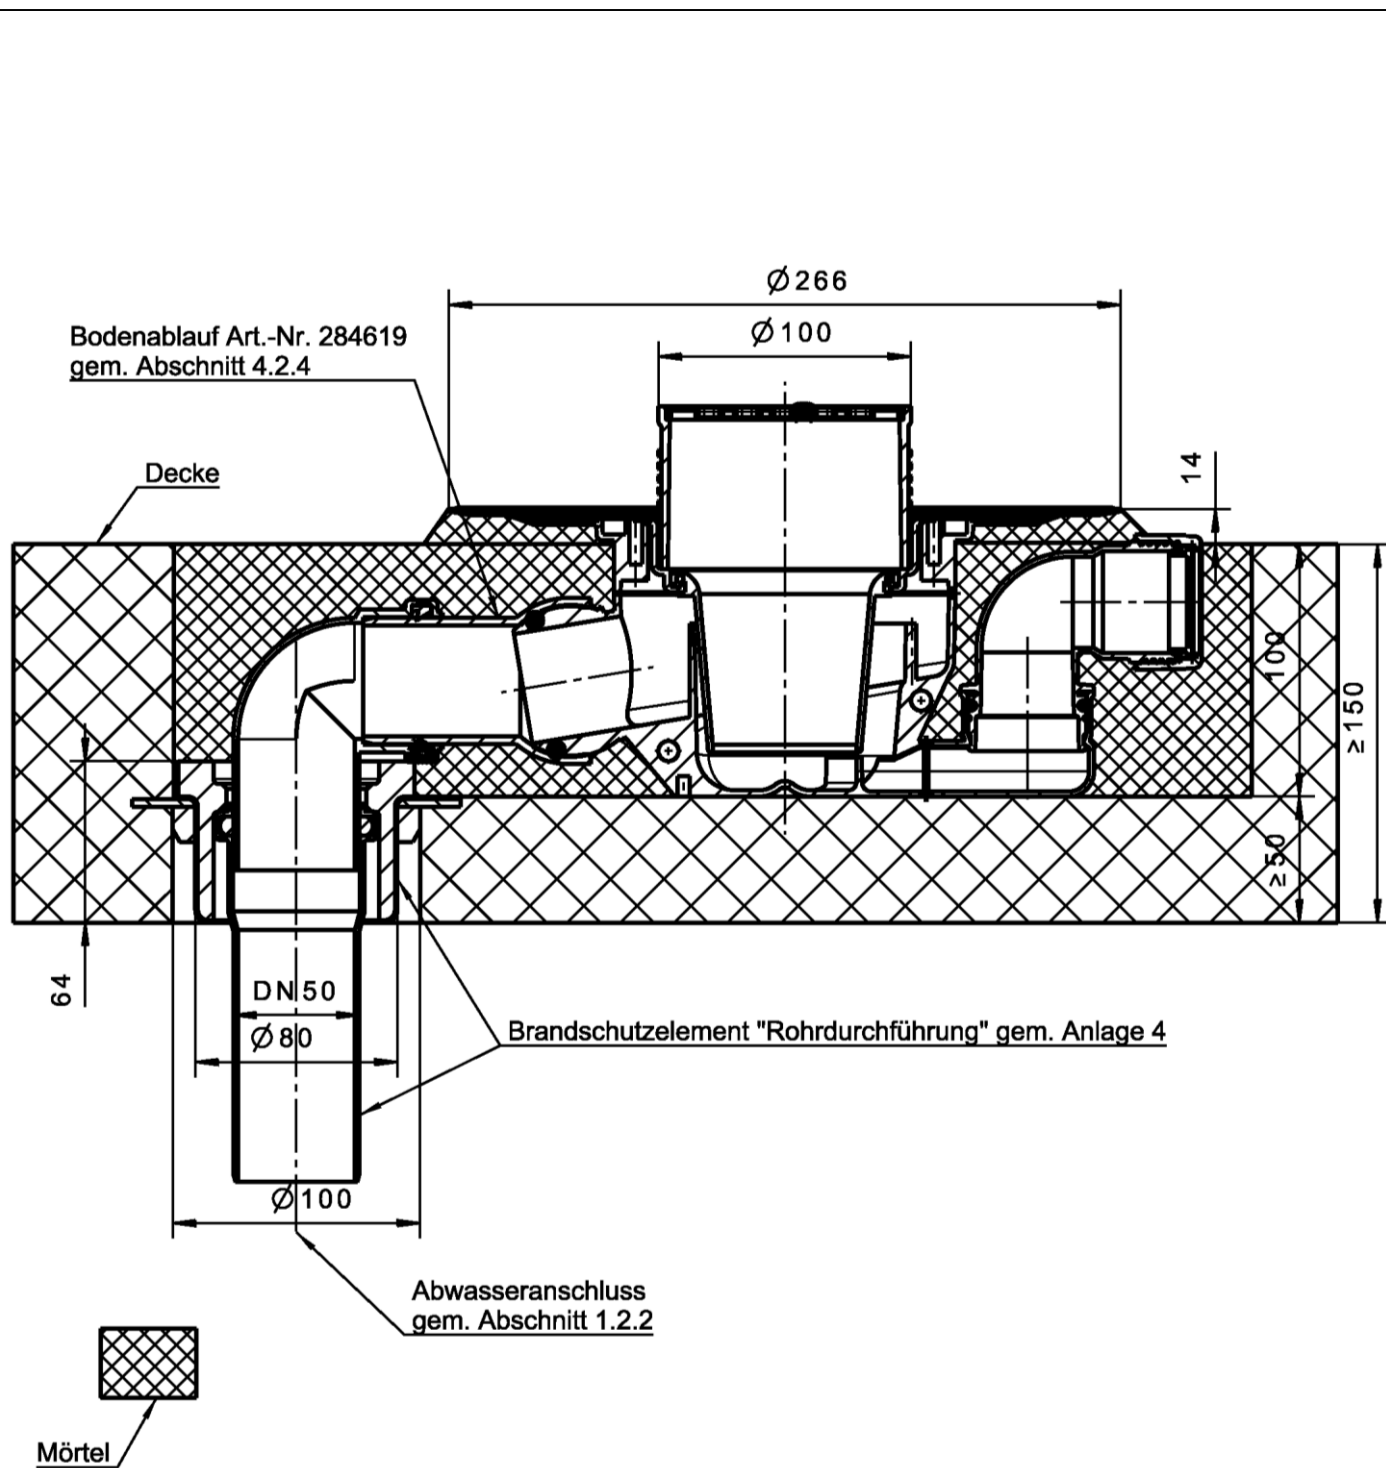 Ø266
Ø100
Bodenablauf Art.-Nr. 284619
gem. Abschnitt 4.2.4
14
Decke
100
≥150
≥50
64
DN50
Ø80
Brandschutzelement "Rohrdurchführung" gem. Anlage 4
Ø100
Abwasseranschluss
gem. Abschnitt 1.2.2
Mörtel